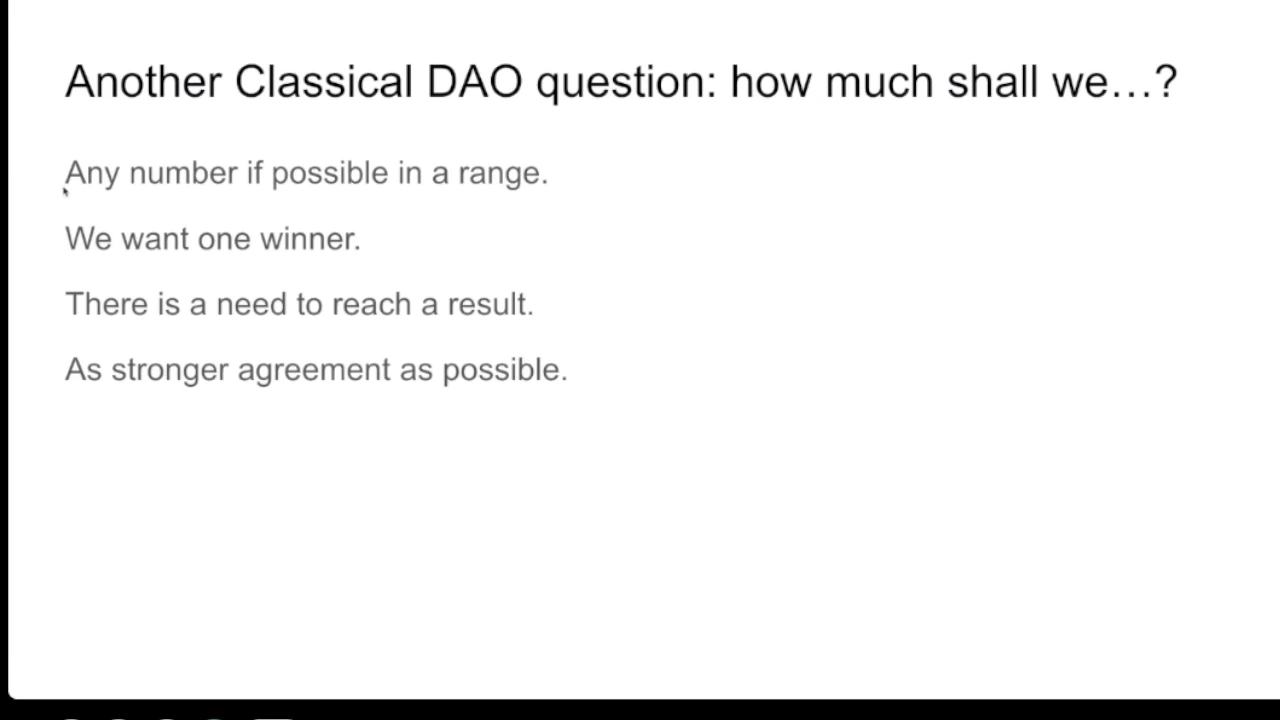 Another Classical DAO question: how much shall we…?
Any number if possible in a range.
We want one winner.
There is a need to reach a result.
As stronger agreement as possible.